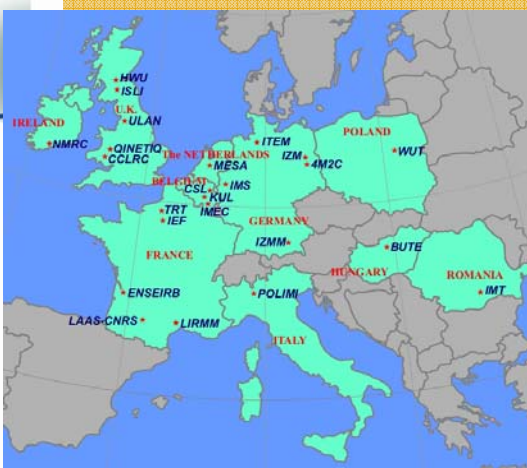 HWU
ISLI
U.K.
ULAN
IRELAND
NMRC
QINETIQ
CCLRC
ITEM
POLAND
The NETHERLANDS
IZM
WUT
MESA
4M2C
BELGIUM
CSL
IMS
KUL
IMEC
TRT
IEF
GERMANY
IZMM
BUTE
FRANCE
HUNGARY
ROMANIA
ENSEIRB
POLIMI
IMT
LAAS-CNRS
LIRMM
ITALY